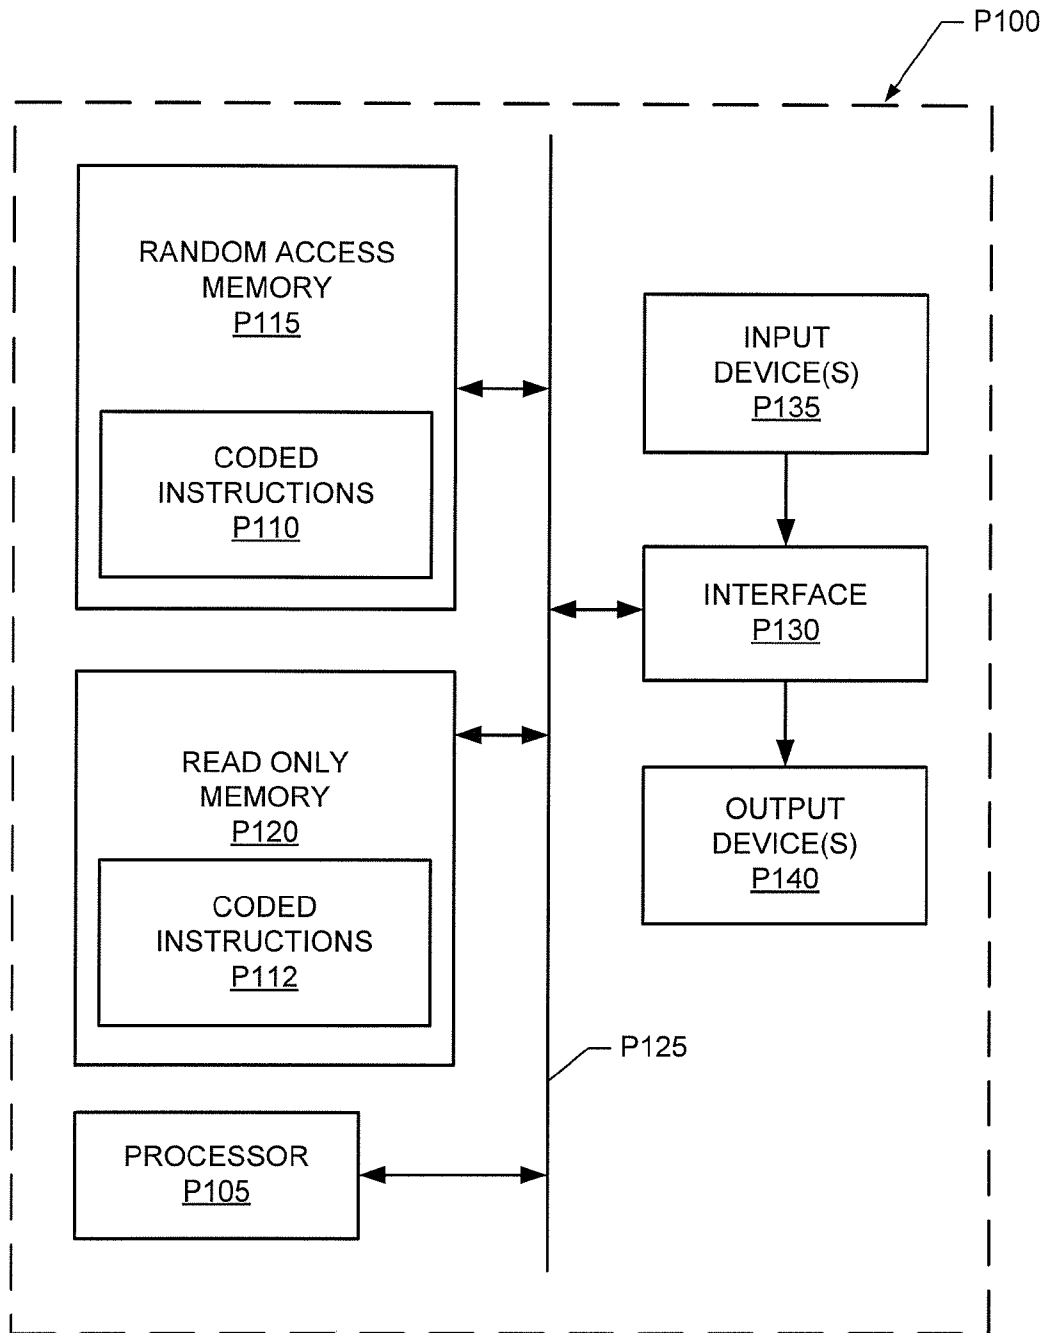 P100
RANDOM ACCESS
MEMORY
P115
CODED
INSTRUCTIONS
P110
READ ONLY
MEMORY
P120
CODED
INSTRUCTIONS
P112
PROCESSOR
P105
P125
INPUT
DEVICE(S)
P135
INTERFACE
P130
OUTPUT
DEVICE(S)
P140